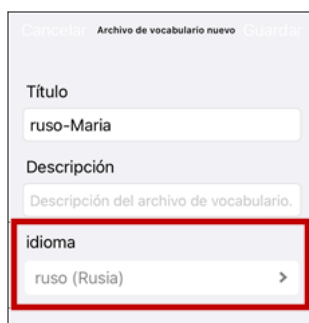 Cancelar Archivo de vocabulario nuevo Guardar
Título
ruso-Maria
Descripción
Descripción del archivo de vocabulario.
idioma
ruso (Rusia)